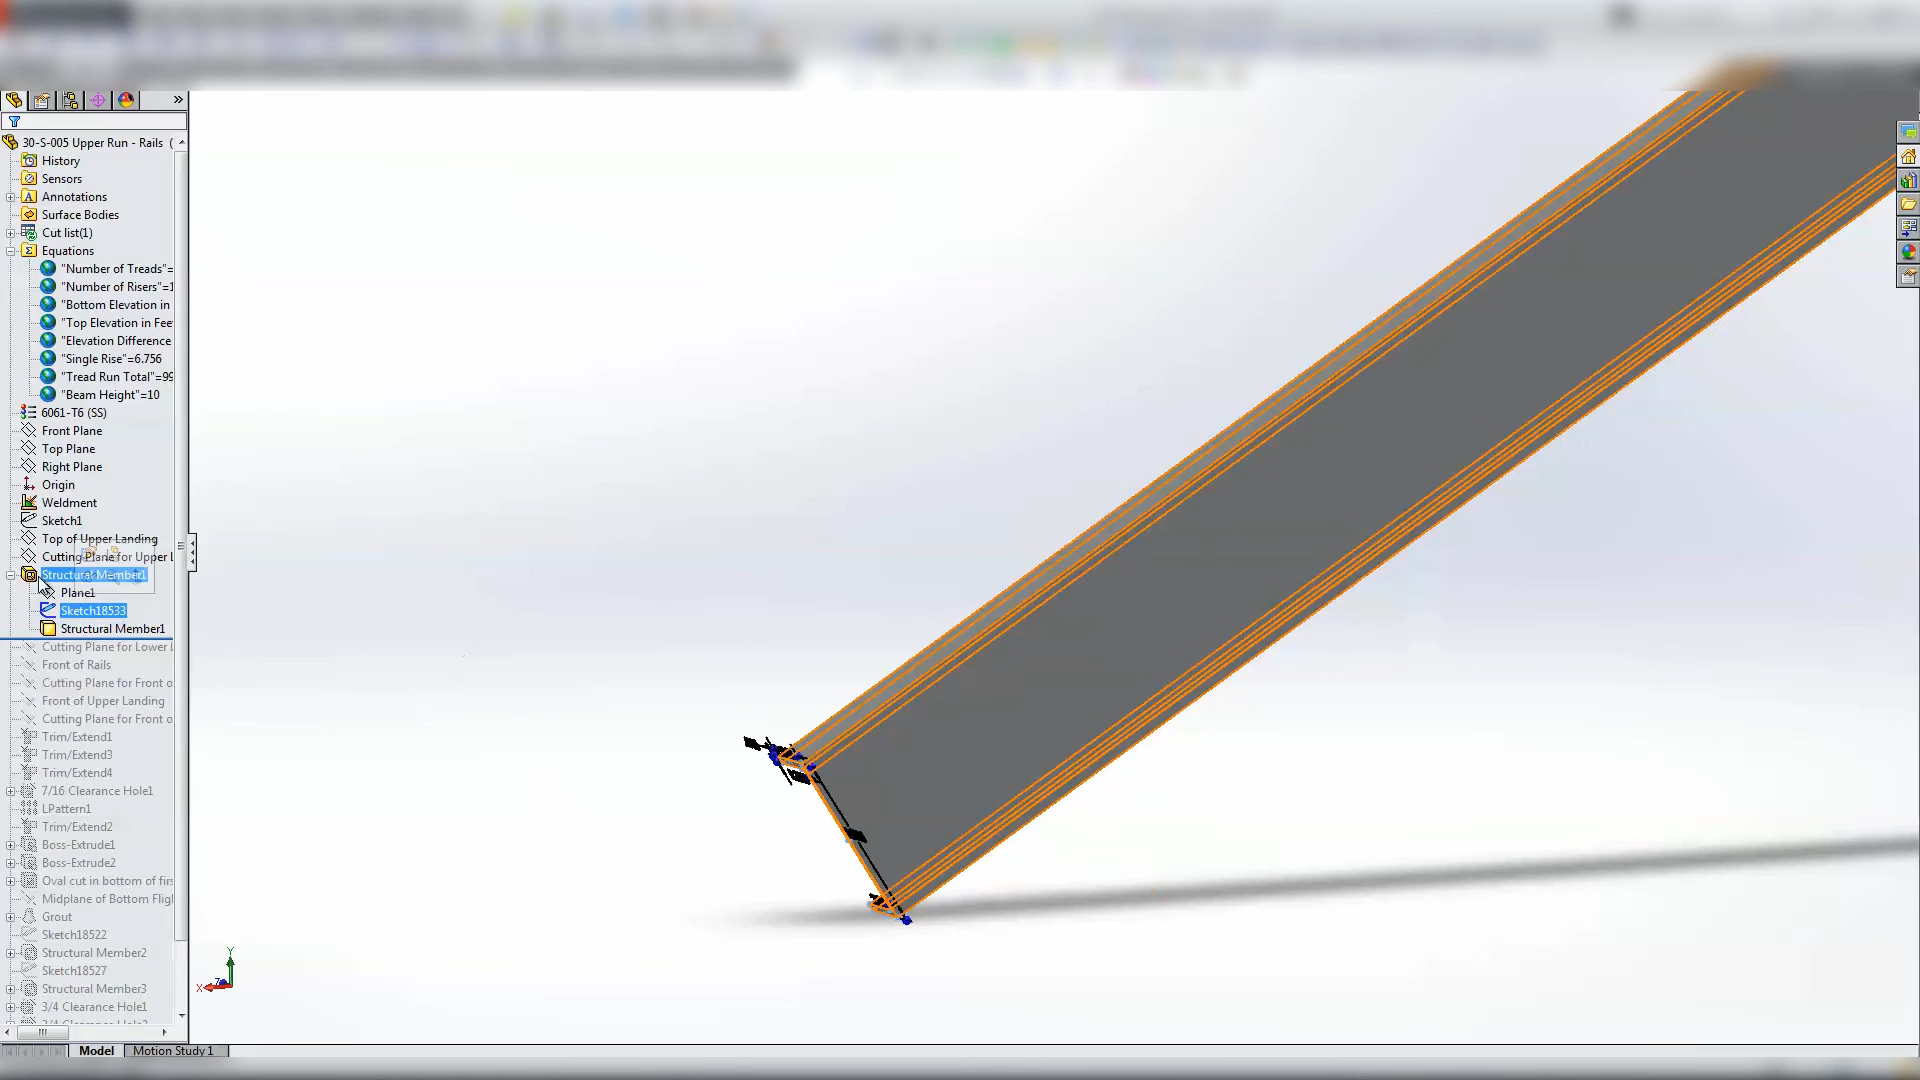 30-S-005 Upper Run - Rails (
History
Sensors
Annotations
Surface Bodies
Cut list(1)
Equations
"Number of Treads"=
"Number of Risers"=1
"Bottom Elevation in
"Top Elevation in Fee
"Elevation Difference
"Single Rise"=6.756
"Tread Run Total"=99
"Beam Height"=10
6061-T6 (SS)
Front Plane
Top Plane
Right Plane
Origin
Weldment
Sketch1
Top of Upper Landing
Cutting Plane for Upper L
Structural Member1
Plane1
Sketch18533
Structural Member1
Cutting Plane for Lower L
Front of Rails
Cutting Plane for Front o
Front of Upper Landing
Cutting Plane for Front o
Trim/Extend1
Trim/Extend3
Trim/Extend4
7/16 Clearance Hole1
LPattern1
Trim/Extend2
Boss-Extrude1
Boss-Extrude2
Oval cut in bottom of firs
Midplane of Bottom Fligh
Grout
Sketch18522
Structural Member2
Sketch18527
Structural Member3
3/4 Clearance Hole1
3/4 Clearance Hole2
Y
Z
X
Model Motion Study 1